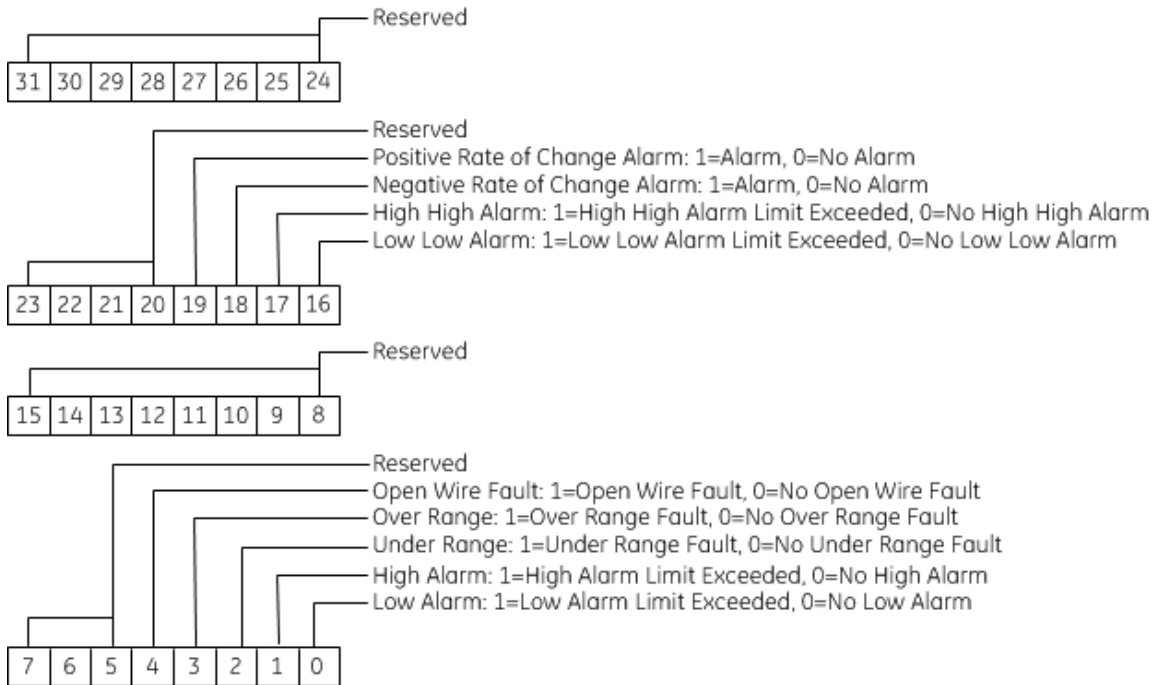 Reserved
31 30 29 28 27 26 25 24
Reserved
Positive Rate of Change Alarm: 1=Alarm, 0=No Alarm
Negative Rate of Change Alarm: 1=Alarm, 0=No Alarm
High High Alarm: 1=High High Alarm Limit Exceeded, 0=No High High Alarm
Low Low Alarm: 1=Low Low Alarm Limit Exceeded, 0=No Low Low Alarm
23 22 21 20 19 18 17 16
Reserved
15 14 13 12 11 10 9 8
Reserved
Open Wire Fault: 1=Open Wire Fault, 0=No Open Wire Fault
Over Range: 1=Over Range Fault, 0=No Over Range Fault
Under Range: 1=Under Range Fault, 0=No Under Range Fault
High Alarm: 1=High Alarm Limit Exceeded, 0=No High Alarm
Low Alarm: 1=Low Alarm Limit Exceeded, 0=No Low Alarm
7 6 5 4 3 2 1 0